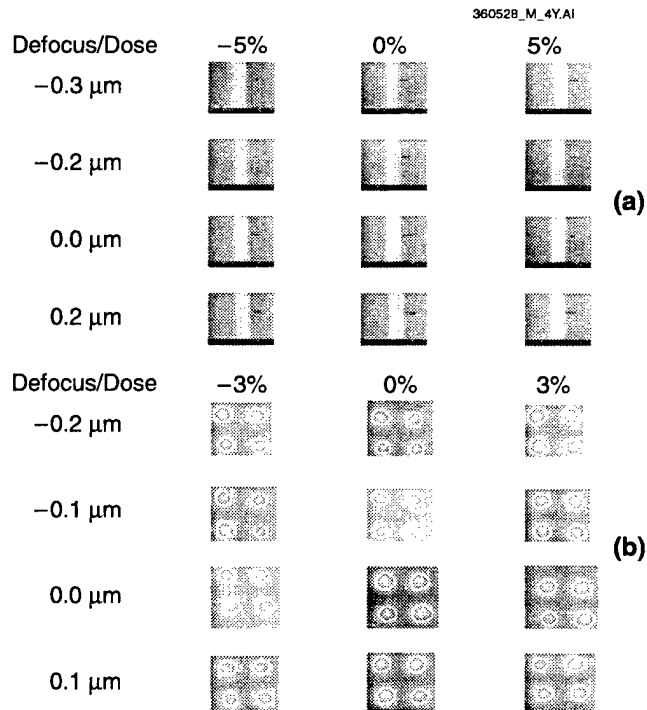 360528_M_4Y.AI
Defocus/Dose −5% 0% 5%
−0.3 μm
−0.2 μm
(a)
0.0 μm
0.2 μm
Defocus/Dose −3% 0% 3%
−0.2 μm
−0.1 μm
(b)
0.0 μm
0.1 μm